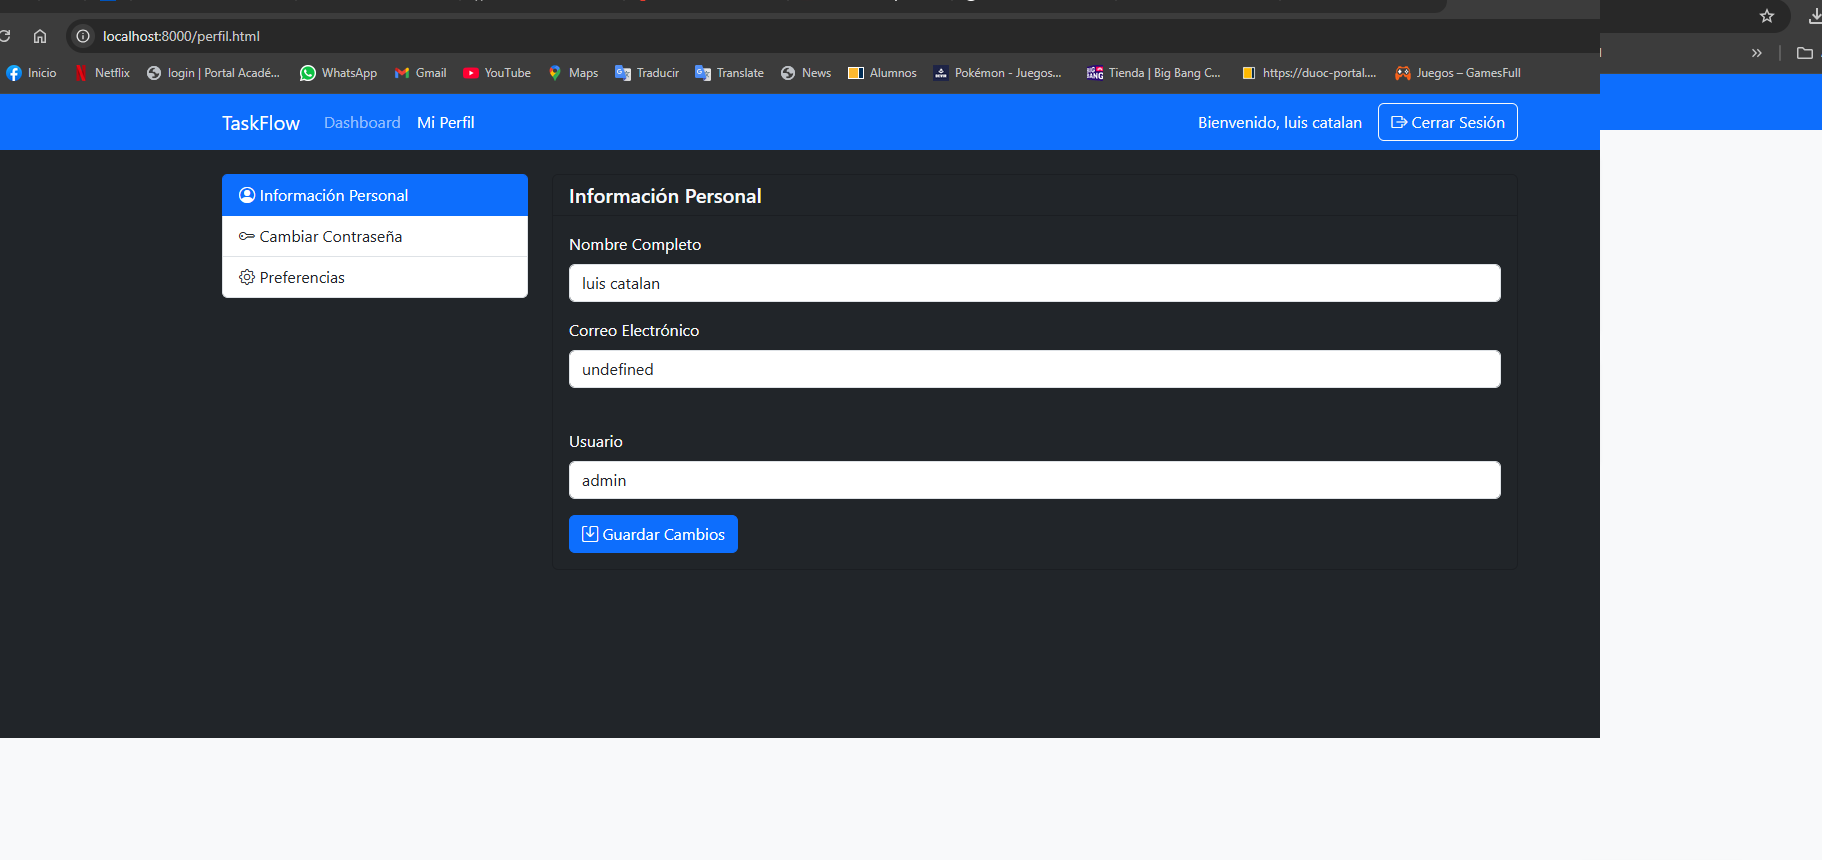 localhost:8000/perfil.html
Inicio Netflix login | Portal Acadé... WhatsApp Gmail YouTube Maps Traducir Translate News Alumnos Pokémon - Juegos... Tienda | Big Bang C... https://duoc-portal.... Juegos – GamesFull
TaskFlow Dashboard Mi Perfil Bienvenido, luis catalan Cerrar Sesión
Información Personal
Cambiar Contraseña
Preferencias
Información Personal
Nombre Completo
luis catalan
Correo Electrónico
undefined
Usuario
admin
Guardar Cambios